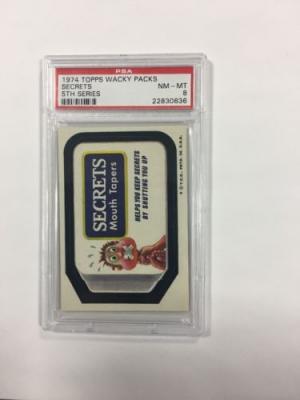 PSA
1974 TOPPS WACKY PACKS
SECRETS
5TH SERIES
NM - MT
8
22830836
SECRETS
Mouth Tapers
HELPS YOU KEEP SECRETS
BY SHUTTING YOU UP